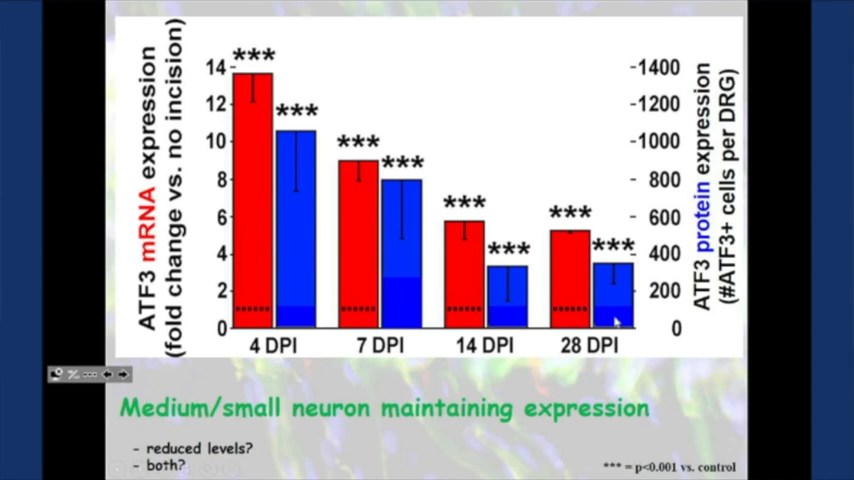 ATF3 mRNA expression
(fold change vs. no incision)
14
12
10
8
6
4
2
0
***
***
***
***
***
***
***
***
4 DPI
7 DPI
14 DPI
28 DPI
1400
1200
1000
800
600
400
200
0
ATF3 protein expression
(#ATF3+ cells per DRG)
Medium/small neuron maintaining expression
- reduced levels?
- both?
*** = p<0.001 vs. control